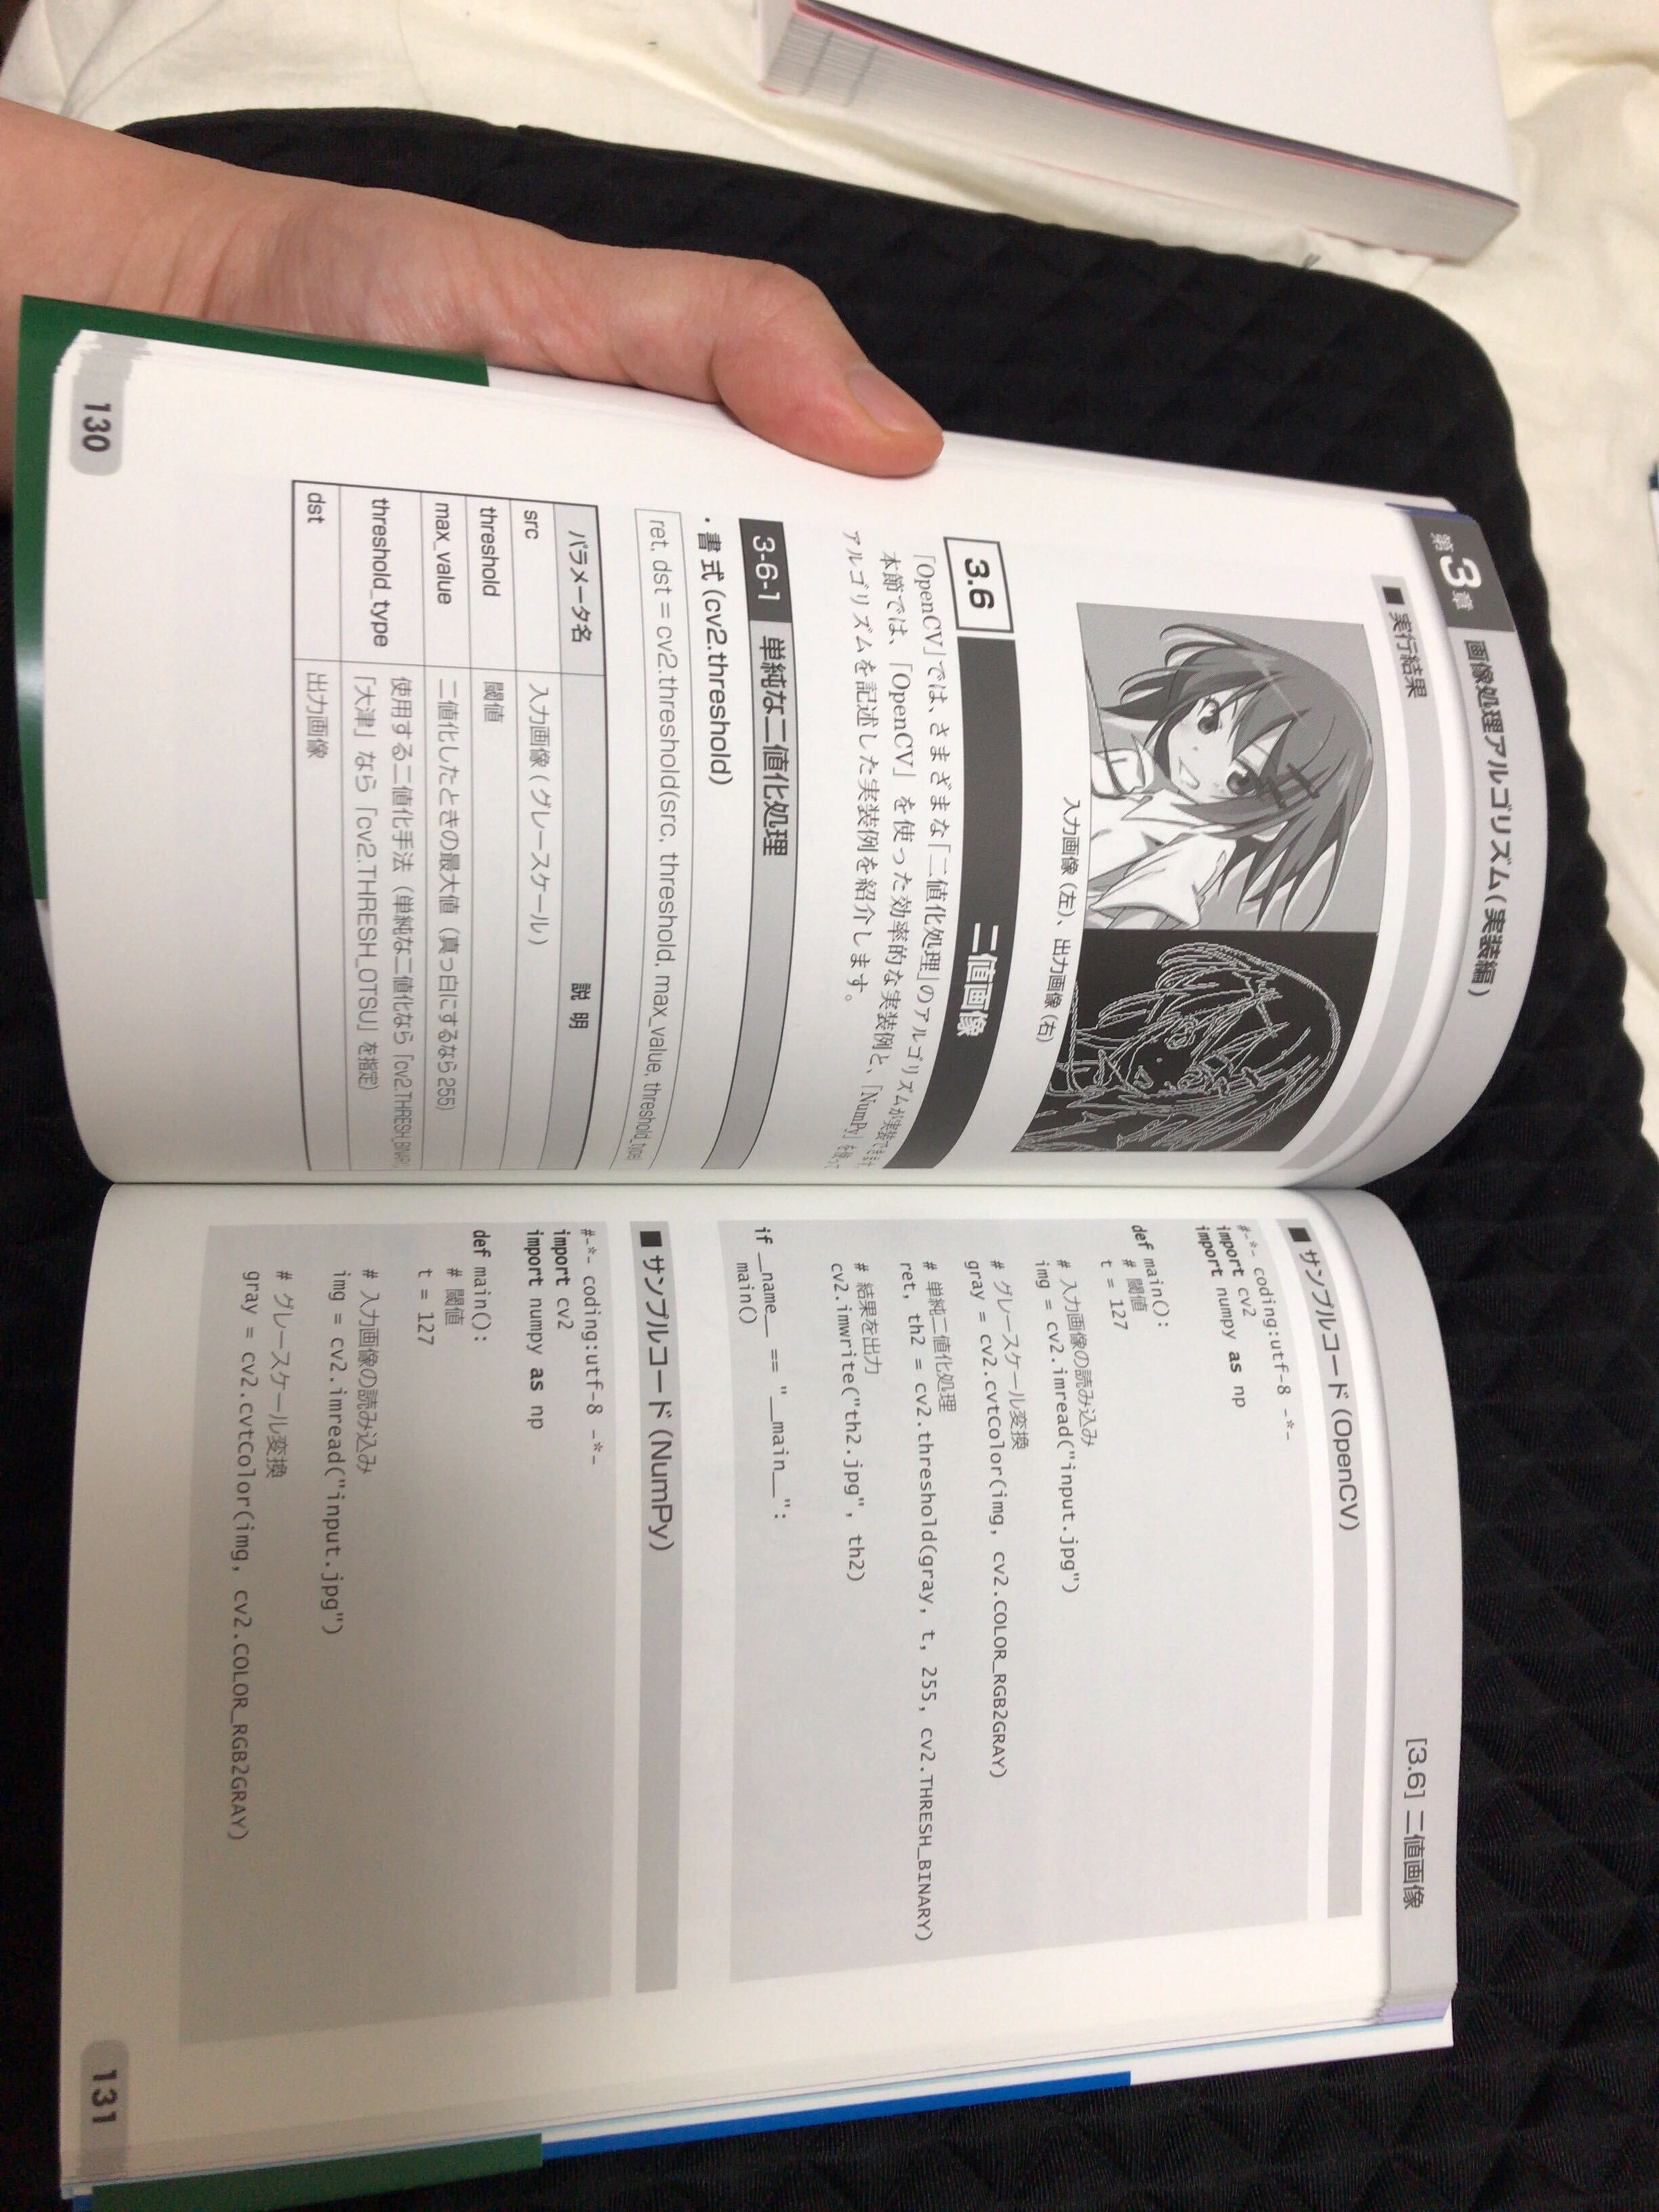 第3章 画像処理アルゴリズム(実装編)
■ 実行結果
入力画像(左)、出力画像(右)
3.6 二値画像
「OpenCV」では、さまざまな「二値化処理」のアルゴリズムが実装できます。
本節では、「OpenCV」を使った効率的な実装例と、「NumPy」を使って
アルゴリズムを記述した実装例を紹介します。
3-6-1 単純な二値化処理
・書式(cv2.threshold)
ret, dst = cv2.threshold(src, threshold, max_value, threshold_type)
パラメータ名 説明
src 入力画像(グレースケール)
threshold 閾値
max_value 二値化したときの最大値(真っ白にするなら255)
threshold_type 使用する二値化手法(単純な二値化なら「cv2.THRESH_BINARY
「大津」なら「cv2.THRESH_OTSU」を指定)
dst 出力画像
130
[3.6] 二値画像
■ サンプルコード(OpenCV)
#-*- coding:utf-8 -*-
import cv2
import numpy as np
def main():
# 閾値
t = 127
# 入力画像の読み込み
img = cv2.imread("input.jpg")
# グレースケール変換
gray = cv2.cvtColor(img, cv2.COLOR_RGB2GRAY)
# 単純二値化処理
ret, th2 = cv2.threshold(gray, t, 255, cv2.THRESH_BINARY)
# 結果を出力
cv2.imwrite("th2.jpg", th2)
if __name__ == "__main__":
main()
■ サンプルコード(NumPy)
#-*- coding:utf-8 -*-
import cv2
import numpy as np
def main():
# 閾値
t = 127
# 入力画像の読み込み
img = cv2.imread("input.jpg")
# グレースケール変換
gray = cv2.cvtColor(img, cv2.COLOR_RGB2GRAY)
131